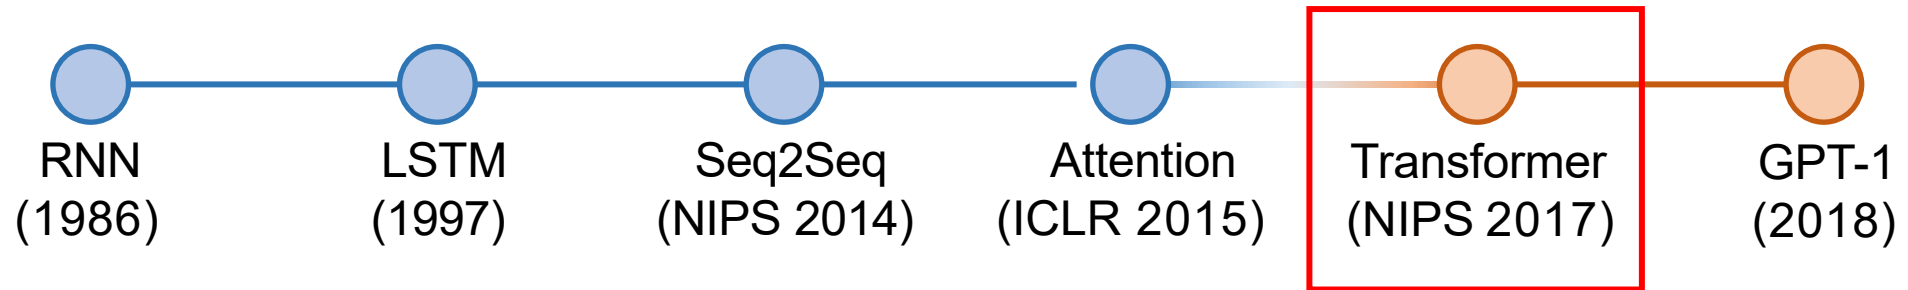 RNN
(1986)
LSTM
(1997)
Seq2Seq
(NIPS 2014)
Attention
(ICLR 2015)
Transformer
(NIPS 2017)
GPT-1
(2018)